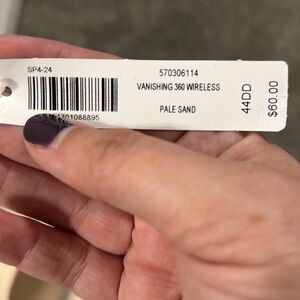 SP4-24
570306114
VANISHING 360 WIRELESS
PALE SAND
44DD
$60.00